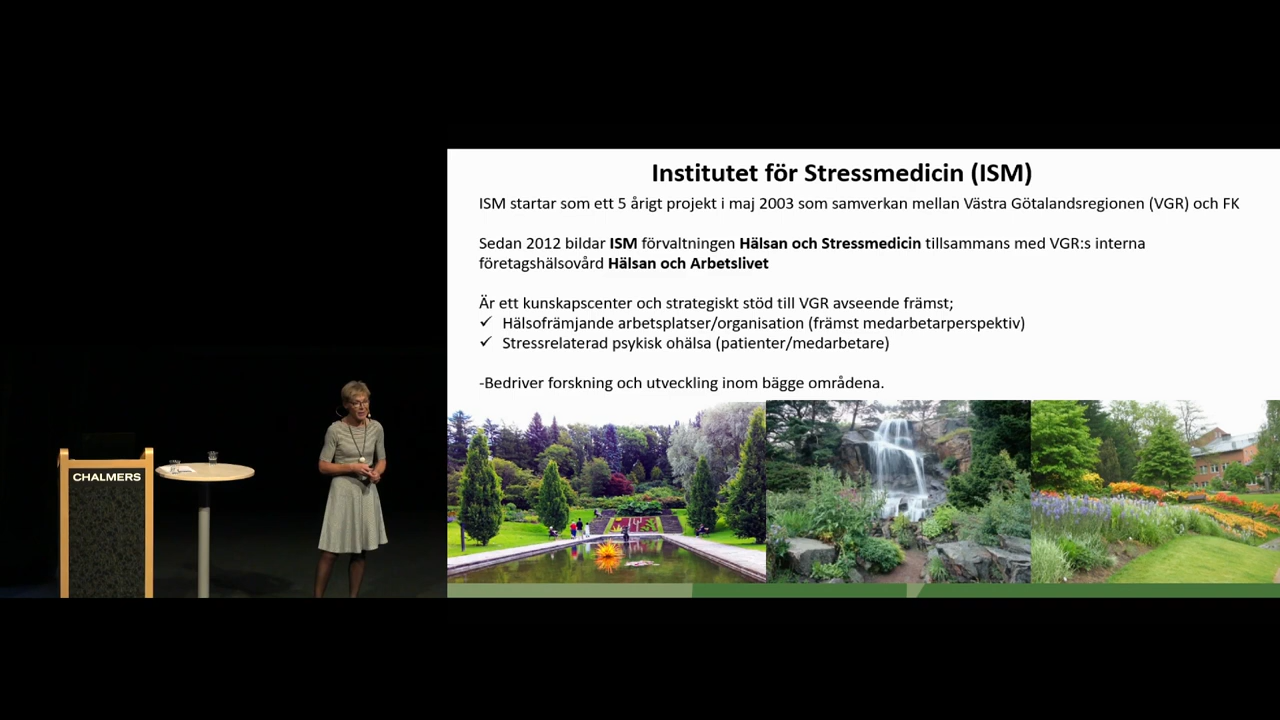 Institutet för Stressmedicin (ISM)
ISM startar som ett 5 årigt projekt i maj 2003 som samverkan mellan Västra Götalandsregionen (VGR) och FK
Sedan 2012 bildar ISM förvaltningen Hälsan och Stressmedicin tillsammans med VGR:s interna
företagshälsovård Hälsan och Arbetslivet
Är ett kunskapscenter och strategiskt stöd till VGR avseende främst;
✓ Hälsofrämjande arbetsplatser/organisation (främst medarbetarperspektiv)
✓ Stressrelaterad psykisk ohälsa (patienter/medarbetare)
-Bedriver forskning och utveckling inom bägge områdena.
CHALMERS